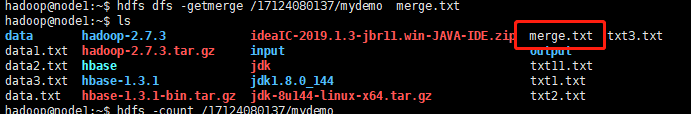 hadoop@node1:~$ hdfs dfs -getmerge /17124080137/mydemo  merge.txt
hadoop@node1:~$ ls
data       hadoop-2.7.3         ideaIC-2019.1.3-jbr11.win-JAVA-IDE.zip  merge.txt  txt3.txt
data1.txt  hadoop-2.7.3.tar.gz  input                                   output
data2.txt  hbase                jdk                                     txt11.txt
data3.txt  hbase-1.3.1          jdk1.8.0_144                            txt1.txt
data.txt   hbase-1.3.1-bin.tar.gz  jdk-8u144-linux-x64.tar.gz           txt2.txt
hadoop@node1:~$ hdfs -count /17124080137/mydemo